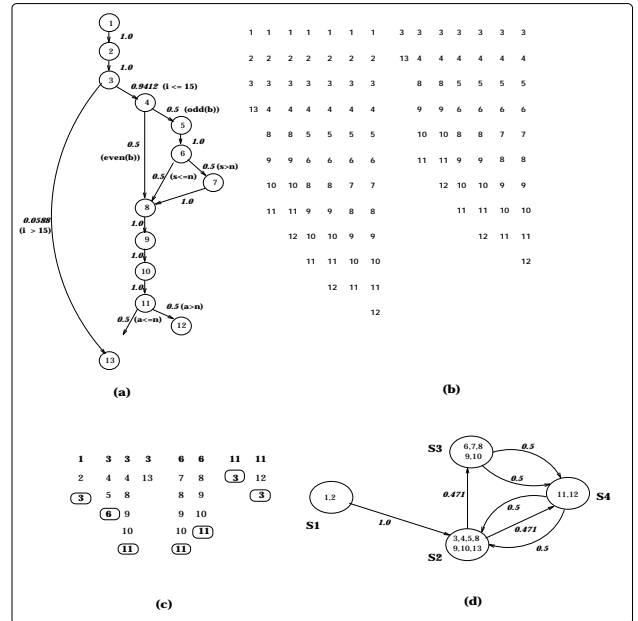 1
1.0
2
1.0
3
0.9412 (i <= 15)
4
0.5 (odd(b))
5
0.5
(even(b))
1.0
6
0.5 (s>n)
0.5 (s<=n)
7
1.0
8
0.0588
(i > 15)
1.0
9
1.0
10
1.0
11
0.5 (a>n)
0.5 (a<=n)
12
13
(a)
1 1 1 1 1 1 1 3 3 3 3 3 3 3
2 2 2 2 2 2 2 13 4 4 4 4 4 4
3 3 3 3 3 3 3 8 8 5 5 5 5
13 4 4 4 4 4 4 9 9 6 6 6 6
8 8 5 5 5 5 10 10 8 8 7 7
9 9 6 6 6 6 11 11 9 9 8 8
10 10 8 8 7 7 12 10 10 9 9
11 11 9 9 8 8 11 11 10 10
12 10 10 9 9 12 11 11
11 11 10 10 12
12 11 11
12
(b)
1 3 3 3 6 6 11 11
2 4 4 13 7 8 3 12
3 5 8 8 9 3
6 9 9 10
10 10 11
11 11
(c)
S3
6,7,8
9,10
0.5
0.5
S1
1,2
1.0
0.471
0.5
0.471
0.5
11,12
S4
S2
3,4,5,8
9,10,13
(d)